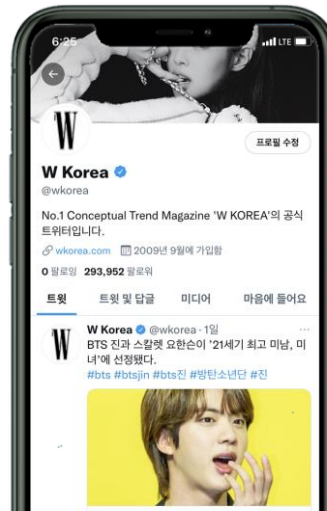 6:25
LTE
W
프로필 수정
W Korea
@wkorea
No.1 Conceptual Trend Magazine 'W KOREA'의 공식
트위터입니다.
wkorea.com 2009년 9월에 가입함
0 팔로잉 293,952 팔로워
트윗 트윗 및 답글 미디어 마음에 들어요
W
W Korea @wkorea · 1일
BTS 진과 스칼렛 요한슨이 '21세기 최고 미남, 미
녀'에 선정됐다.
#bts #btsjin #bts진 #방탄소년단 #진